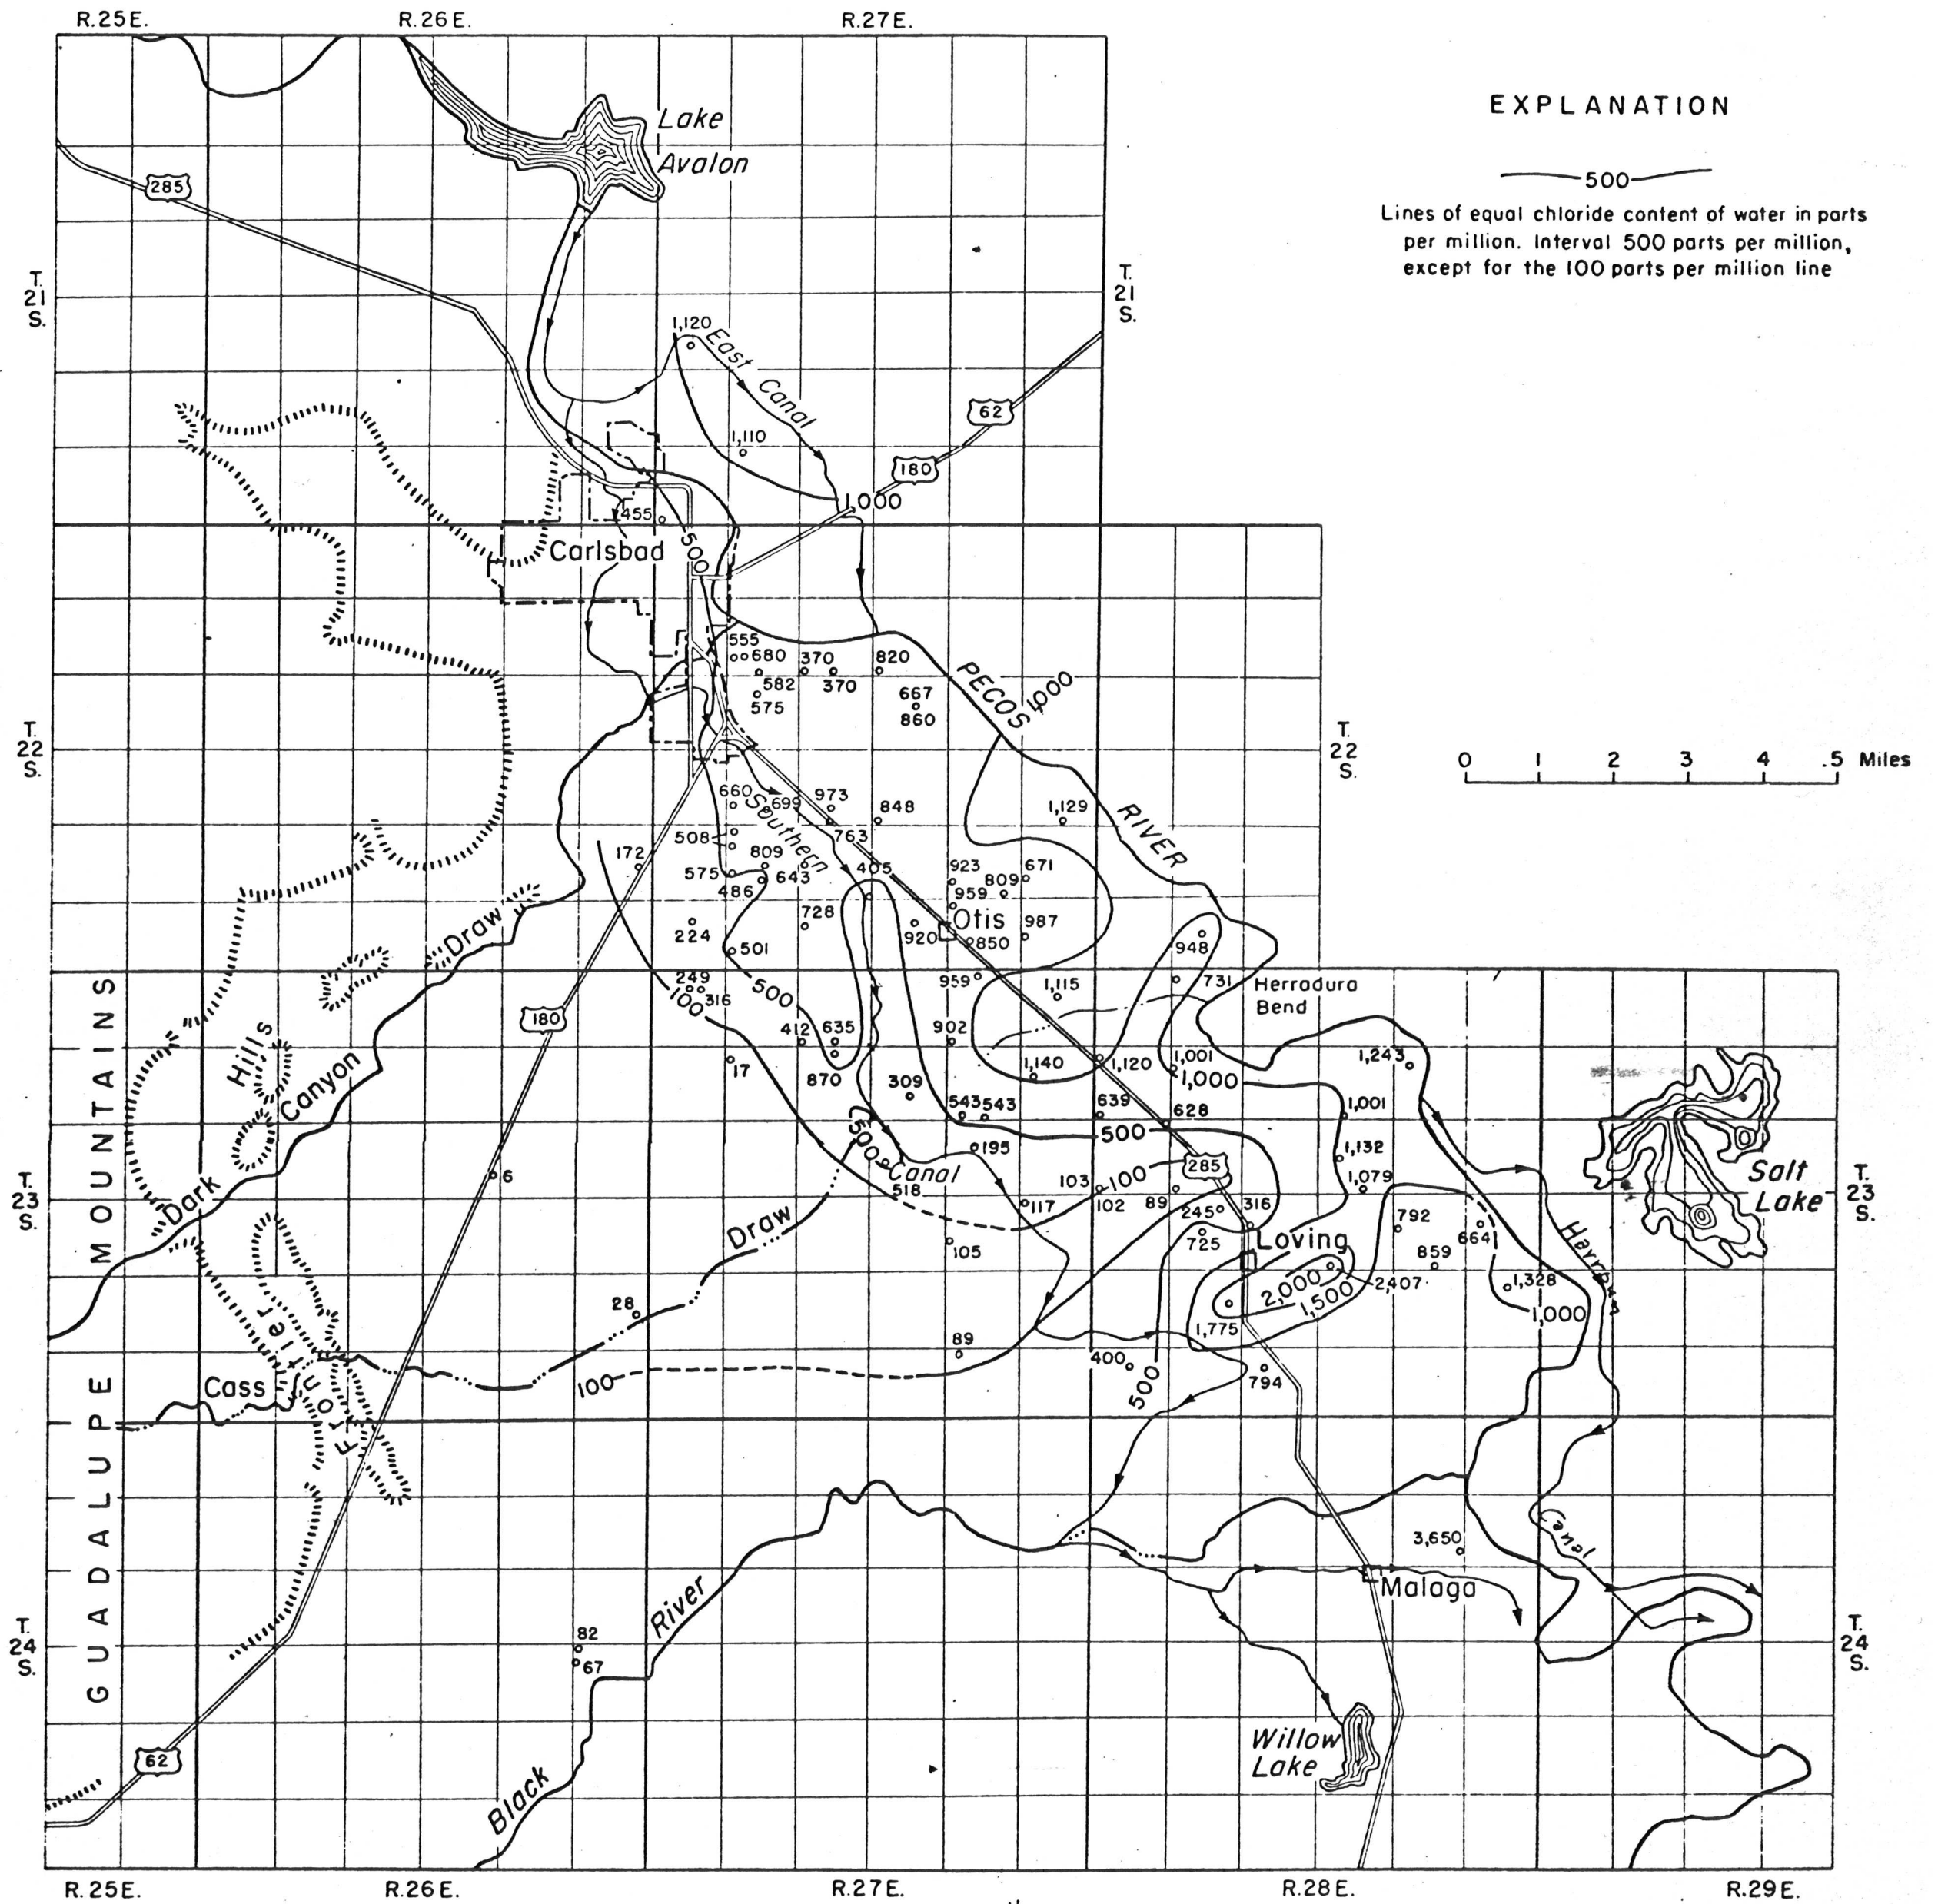 R.25E.
R.26E.
R.27E.
EXPLANATION
500
Lines of equal chloride content of water in parts
per million. Interval 500 parts per million,
except for the 100 parts per million line
Lake
Avalon
285
T.
21
S.
T.
21
S.
1,120
East Canal
62
1,110
180
1,000
455
500
Carlsbad
555
680
370
820
582
370
575
667
860
PECOS
1,000
T.
22
S.
T.
22
S.
0 1 2 3 4 .5 Miles
660
699
973
848
1,129
RIVER
Southern
763
508
172
809
405
923
671
575
643
809
486
959
Draw
728
Otis
987
224
920
850
948
501
249
959
1,115
731
Herradura
Bend
316
100
500
180
412
635
902
1,243
Hills
Canyon
17
870
1,140
1,120
1,001
1,000
309
543
543
639
628
1,001
500
500
195
1,132
285
Salt
Lake
Canal
518
103
100
1,079
T.
23
S.
T.
23
S.
6
Dark
117
102
89
245
316
792
664
Draw
105
725
Loving
859
Harroun
2,000
2407
1,328
1,500
1,000
28
1,775
89
400
794
100
500
Cass
Frontier
GUADALUPE MOUNTAINS
3,650
Malaga
River
82
67
T.
24
S.
T.
24
S.
Willow
Lake
62
Black
R.25E.
R.26E.
R.27E.
R.28E.
R.29E.